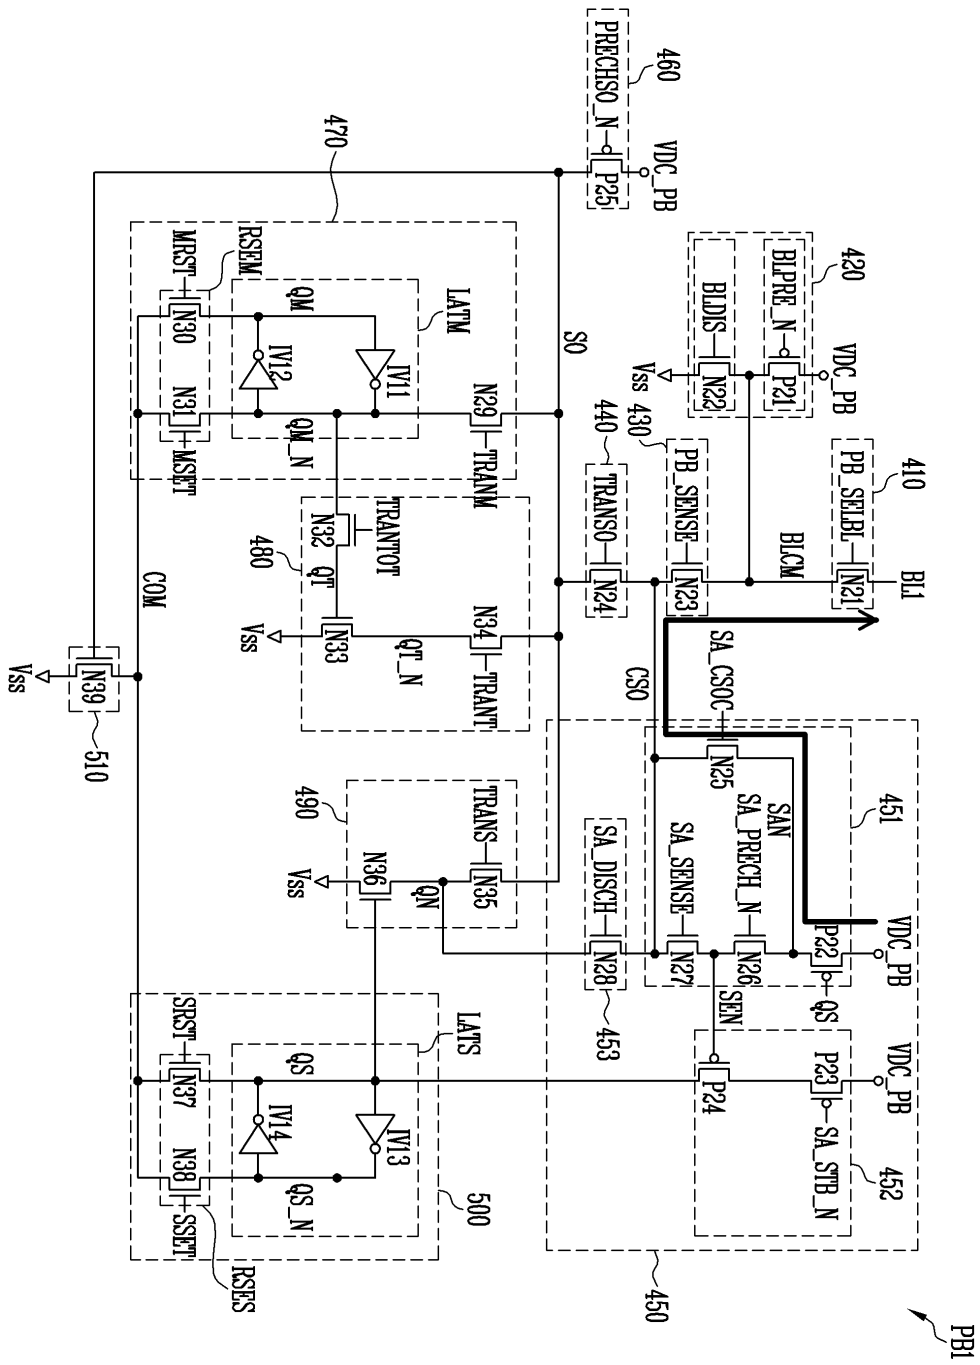 PB1
BL1
410
PB_SELBL
N21
BLCM
420
VDC_PB
BLPRE_N
P21
BLDIS
N22
Vss
430
PB_SENSE
N23
440
TRANSO
N24
CSO
SO
460
PRECHSO_N
VDC_PB
P25
450
451
VDC_PB
P22
QS
SAN
SA_CSOC
N25
SA_PRECH_N
N26
SEN
SA_SENSE
N27
SA_DISCH
N28
453
452
VDC_PB
P23
SA_STB_N
P24
470
LATM
TRANM
N29
IV11
IV12
QM
QM_N
RSEM
MRST
N30
N31
MSET
480
TRANTOT
N32
QT
N33
Vss
QT_N
N34
TRANT
490
TRANS
N35
QN
N36
Vss
500
LATS
QS
QS_N
IV13
IV14
RSES
SRST
N37
N38
SSET
COM
510
N39
Vss